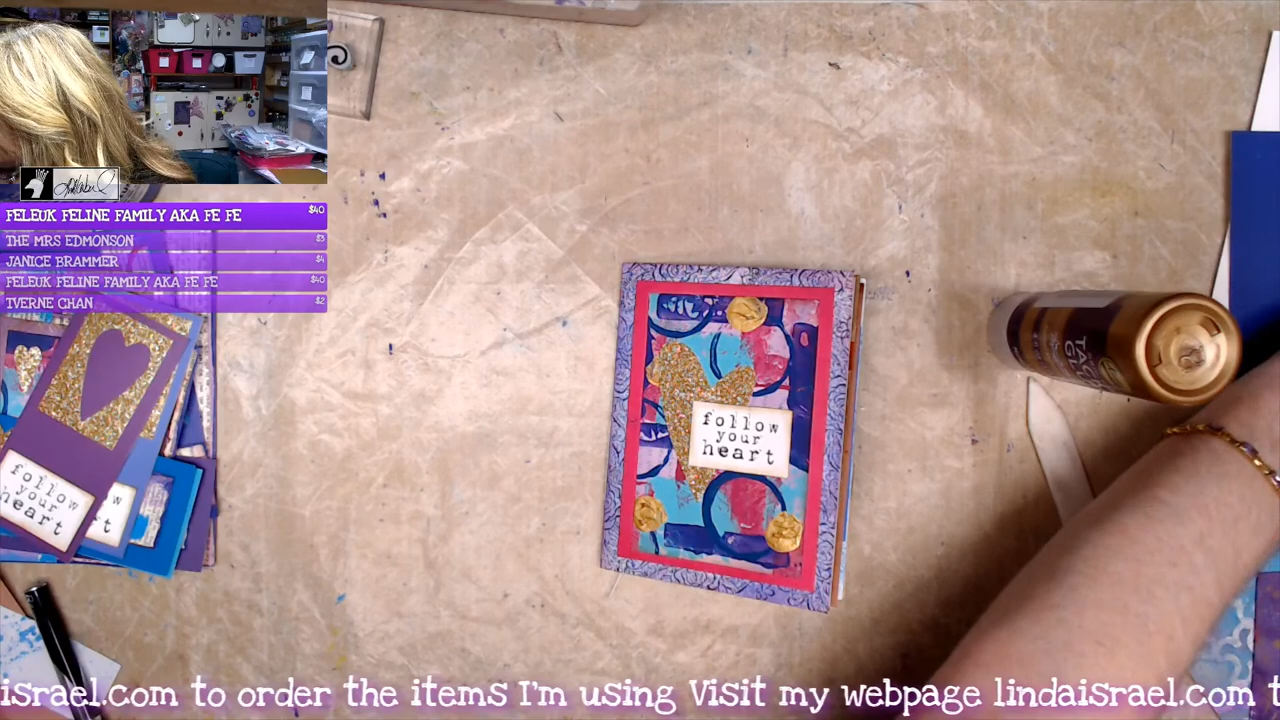 FELEUK FELINE FAMILY AKA FE FE $40
THE MRS EDMONSON $3
JANICE BRAMMER $4
FELEUK FELINE FAMILY AKA FE FE $40
TVERNE CHAN $2
follow
your
heart
follow
your
heart
TA
GL
israel.com to order the items I'm using Visit my webpage lindaisrael.com t